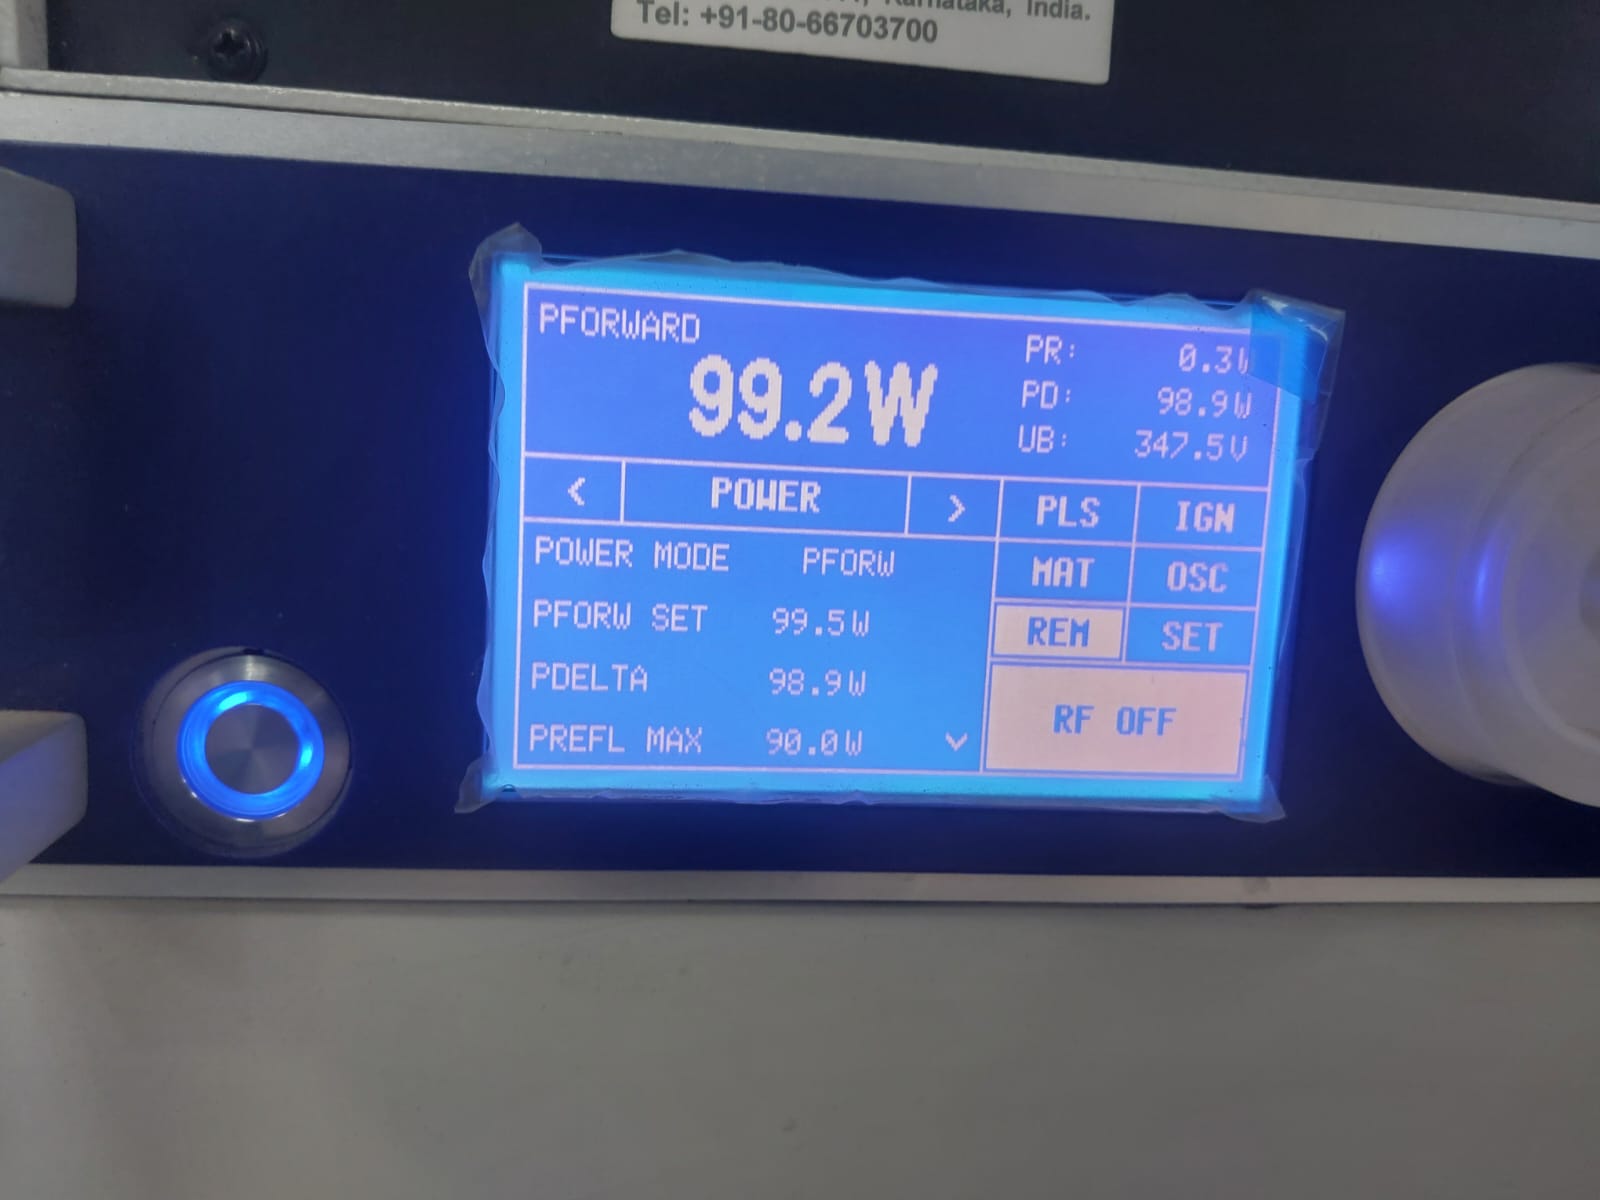 Karnataka, India.
Tel: +91-80-66703700
PFORWARD
99.2W
PR: 0.3W
PD: 98.9W
UB: 347.5V
< POWER >
PLS IGN
MAT OSC
REM SET
RF OFF
POWER MODE PFORW
PFORW SET 99.5W
PDELTA 98.9W
PREFL MAX 90.0W